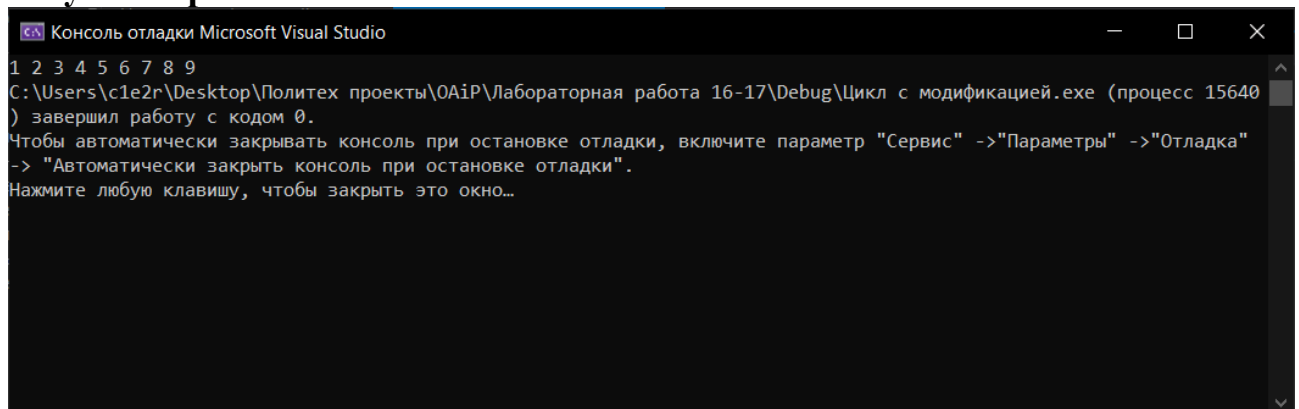 Консоль отладки Microsoft Visual Studio
1 2 3 4 5 6 7 8 9
C:\Users\c1e2r\Desktop\Политех проекты\OAiP\Лабораторная работа 16-17\Debug\Цикл с модификацией.exe (процесс 15640
) завершил работу с кодом 0.
Чтобы автоматически закрывать консоль при остановке отладки, включите параметр "Сервис" ->"Параметры" ->"Отладка"
-> "Автоматически закрыть консоль при остановке отладки".
Нажмите любую клавишу, чтобы закрыть это окно…